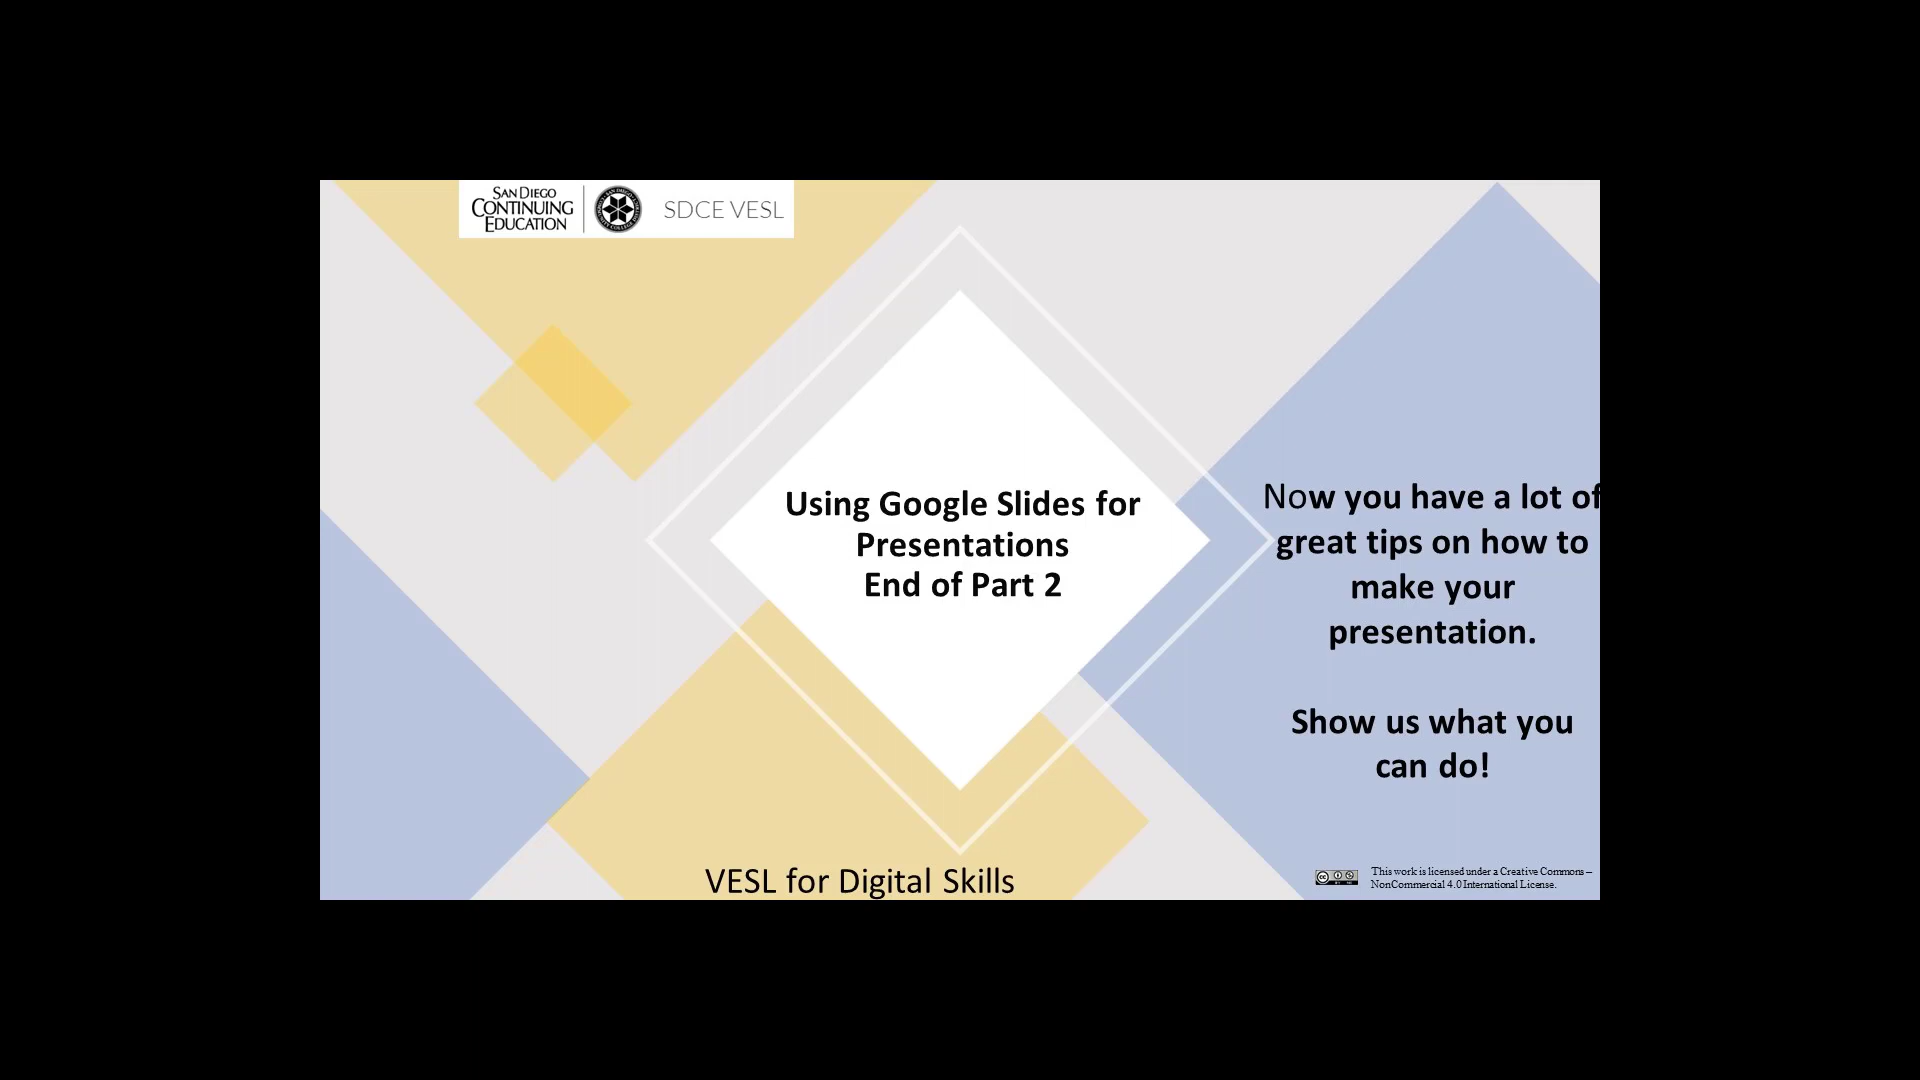 SAN DIEGO
CONTINUING
EDUCATION
SDCE VESL
Using Google Slides for
Presentations
End of Part 2
Now you have a lot of
great tips on how to
make your
presentation.
Show us what you
can do!
VESL for Digital Skills
This work is licensed under a Creative Commons –
NonCommercial 4.0 International License.